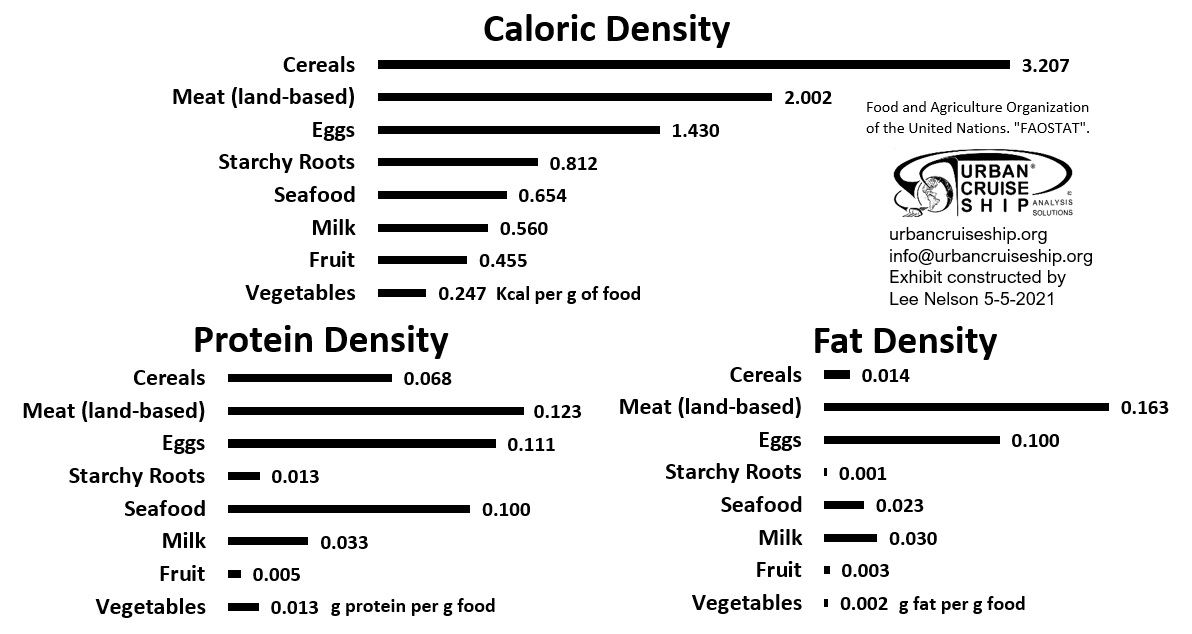 Caloric Density
Cereals 3.207
Meat (land-based) 2.002
Eggs 1.430
Starchy Roots 0.812
Seafood 0.654
Milk 0.560
Fruit 0.455
Vegetables 0.247 Kcal per g of food
Food and Agriculture Organization
of the United Nations. "FAOSTAT".
URBAN®
CRUISE ©
SHIP ANALYSIS
SOLUTIONS
urbancruiseship.org
info@urbancruiseship.org
Exhibit constructed by
Lee Nelson 5-5-2021
Protein Density
Cereals 0.068
Meat (land-based) 0.123
Eggs 0.111
Starchy Roots 0.013
Seafood 0.100
Milk 0.033
Fruit 0.005
Vegetables 0.013 g protein per g food
Fat Density
Cereals 0.014
Meat (land-based) 0.163
Eggs 0.100
Starchy Roots 0.001
Seafood 0.023
Milk 0.030
Fruit 0.003
Vegetables 0.002 g fat per g food